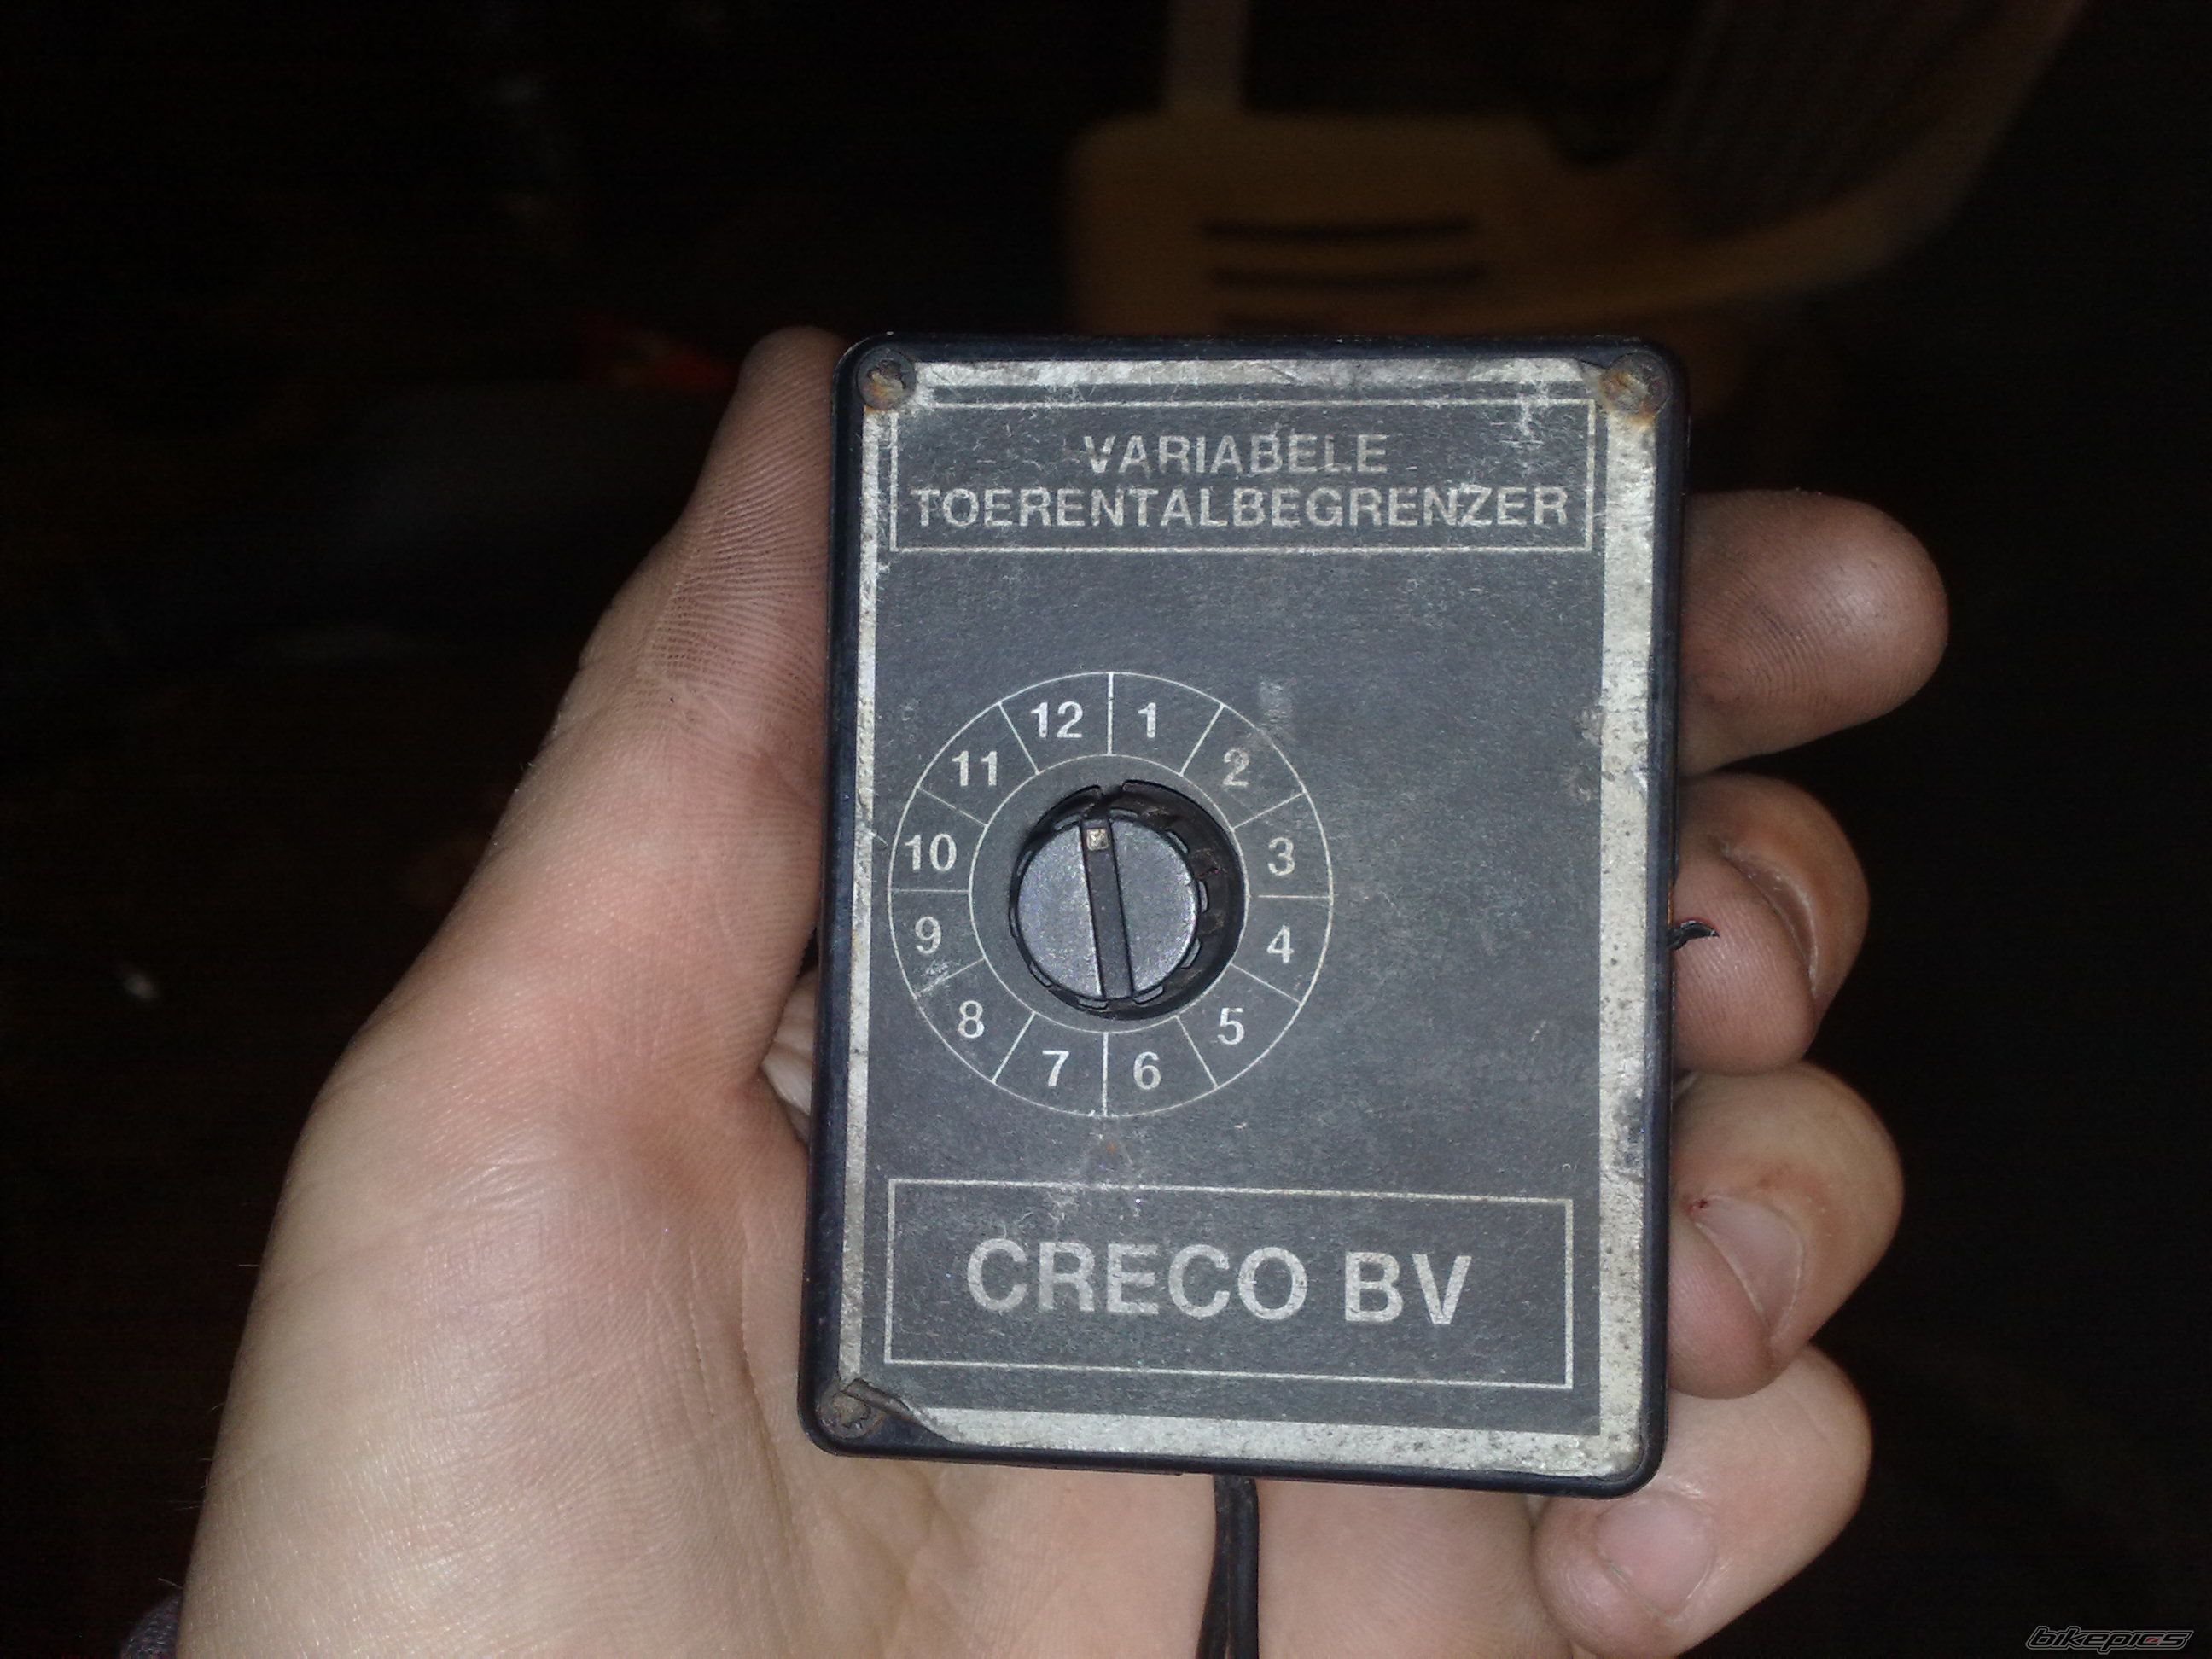 VARIABELE
TOERENTALBEGRENZER
12 1
11 2
10 3
9 4
8 5
7 6
CRECO BV
bikepics